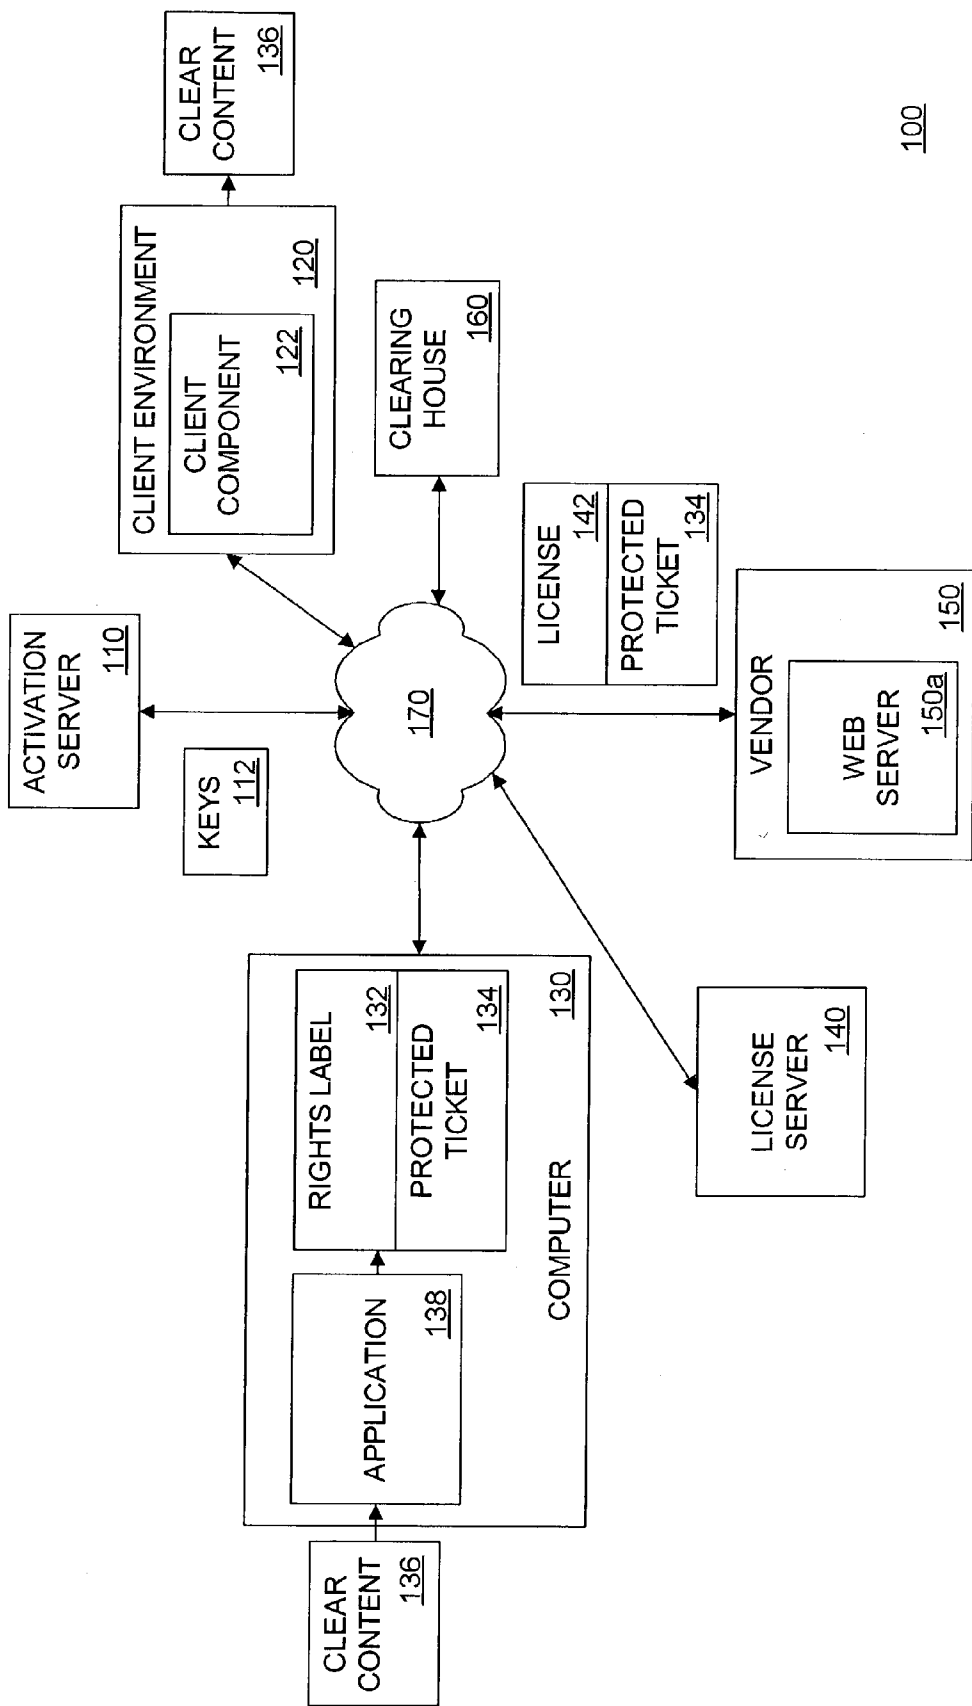 ACTIVATION
SERVER
110
KEYS
112
CLIENT ENVIRONMENT
120
CLIENT
COMPONENT
122
CLEAR
CONTENT
136
CLEAR
CONTENT
136
COMPUTER
130
APPLICATION
138
RIGHTS LABEL
132
PROTECTED
TICKET
134
170
CLEARING
HOUSE
160
LICENSE
142
PROTECTED
TICKET
134
LICENSE
SERVER
140
VENDOR
150
WEB
SERVER
150a
100